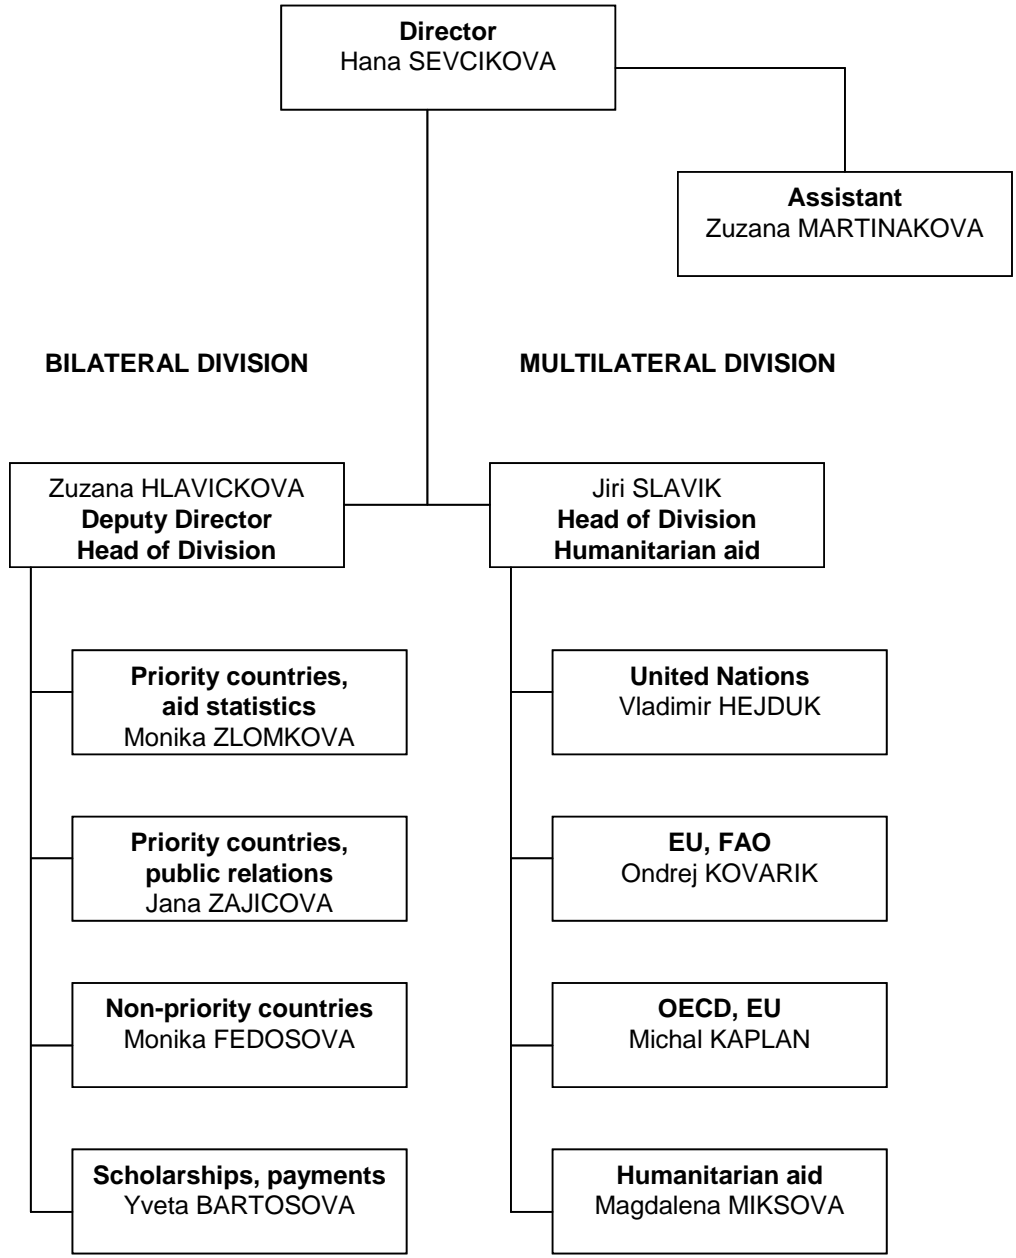 Director
Hana SEVCIKOVA
Assistant
Zuzana MARTINAKOVA
BILATERAL DIVISION
MULTILATERAL DIVISION
Zuzana HLAVICKOVA
Deputy Director
Head of Division
Jiri SLAVIK
Head of Division
Humanitarian aid
Priority countries,
aid statistics
Monika ZLOMKOVA
United Nations
Vladimir HEJDUK
Priority countries,
public relations
Jana ZAJICOVA
EU, FAO
Ondrej KOVARIK
Non-priority countries
Monika FEDOSOVA
OECD, EU
Michal KAPLAN
Scholarships, payments
Yveta BARTOSOVA
Humanitarian aid
Magdalena MIKSOVA